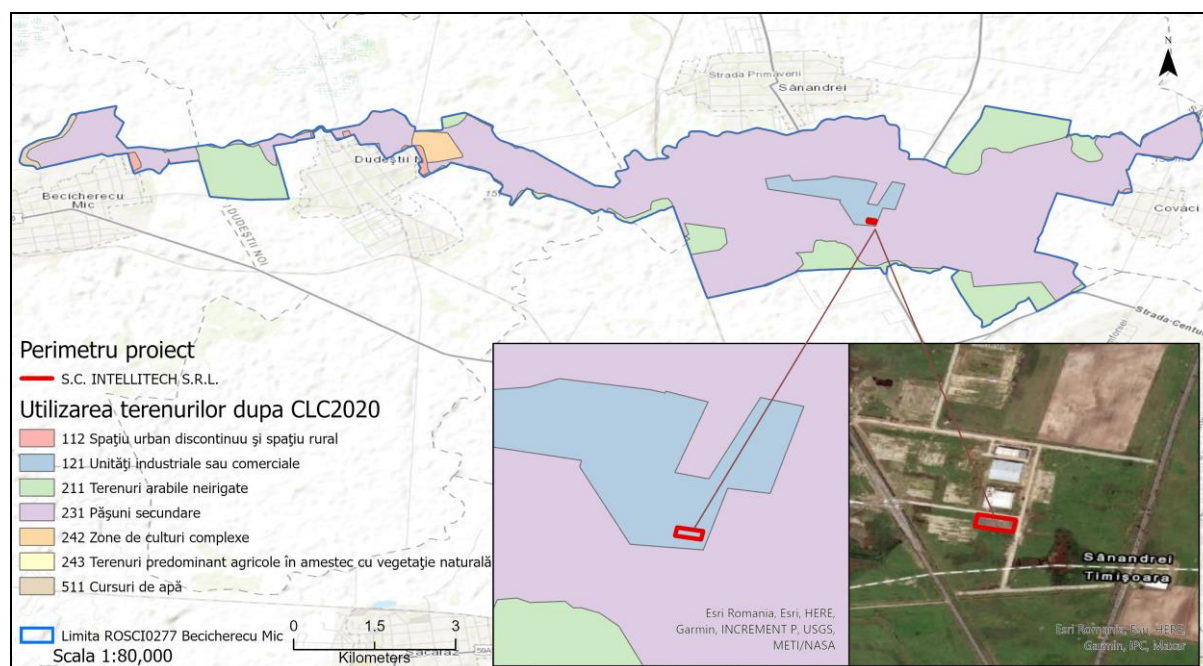 N
Strada Primaverii
Sânandrei
Dudeștii N
Becicherecu
Mic
DUDEȘTII NOI
Covăci
Strada-Centu
Perimetru proiect
S.C. INTELLITECH S.R.L.
Utilizarea terenurilor dupa CLC2020
112 Spațiu urban discontinuu și spațiu rural
121 Unități industriale sau comerciale
211 Terenuri arabile neirigate
231 Pășuni secundare
242 Zone de culturi complexe
243 Terenuri predominant agricole în amestec cu vegetație naturală
511 Cursuri de apă
Limita ROSCI0277 Becicherecu Mic
Scala 1:80,000
0 1.5 3
Kilometers
Săcălaz
Esri Romania, Esri, HERE,
Garmin, INCREMENT P, USGS,
METI/NASA
Sânandrei
Timișoara
Esri Romania, Esri, HERE,
Garmin, IPC, Maxar